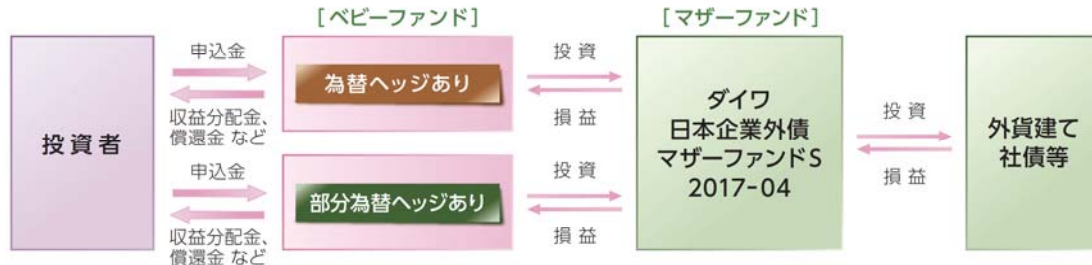 [ベビーファンド]
[マザーファンド]
投資者
申込金
収益分配金、
償還金 など
申込金
収益分配金、
償還金 など
為替ヘッジあり
部分為替ヘッジあり
投資
損益
投資
損益
ダイワ
日本企業外債
マザーファンドS
2017-04
投資
損益
外貨建て
社債等